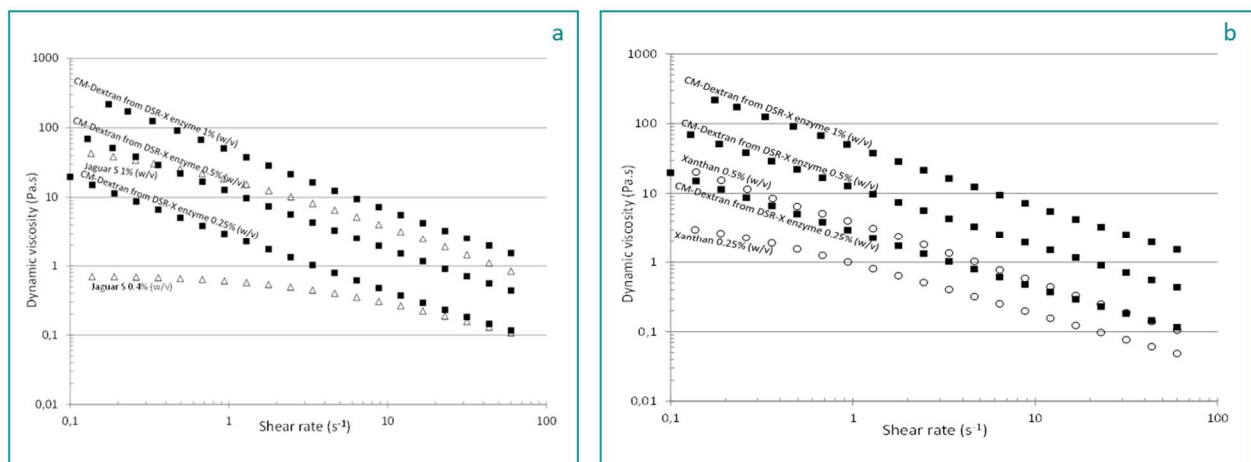 a
1000
100
10
1
0,1
0,01
Dynamic viscosity (Pa.s)
CM-Dextran from DSR-X enzyme 1% (w/v)
CM-Dextran from DSR-X enzyme 0.5% (w/v)
Jaguar S 1% (w/v)
CM-Dextran from DSR-X enzyme 0.25% (w/v)
Jaguar S 0.4% (w/v)
0,1
1
10
100
Shear rate (s⁻¹)
b
1000
100
10
1
0,1
0,01
Dynamic viscosity (Pa.s)
CM-Dextran from DSR-X enzyme 1% (w/v)
CM-Dextran from DSR-X enzyme 0.5% (w/v)
Xanthan 0.5% (w/v)
CM-Dextran from DSR-X enzyme 0.25% (w/v)
Xanthan 0.25% (w/v)
0,1
1
10
100
Shear rate (s⁻¹)